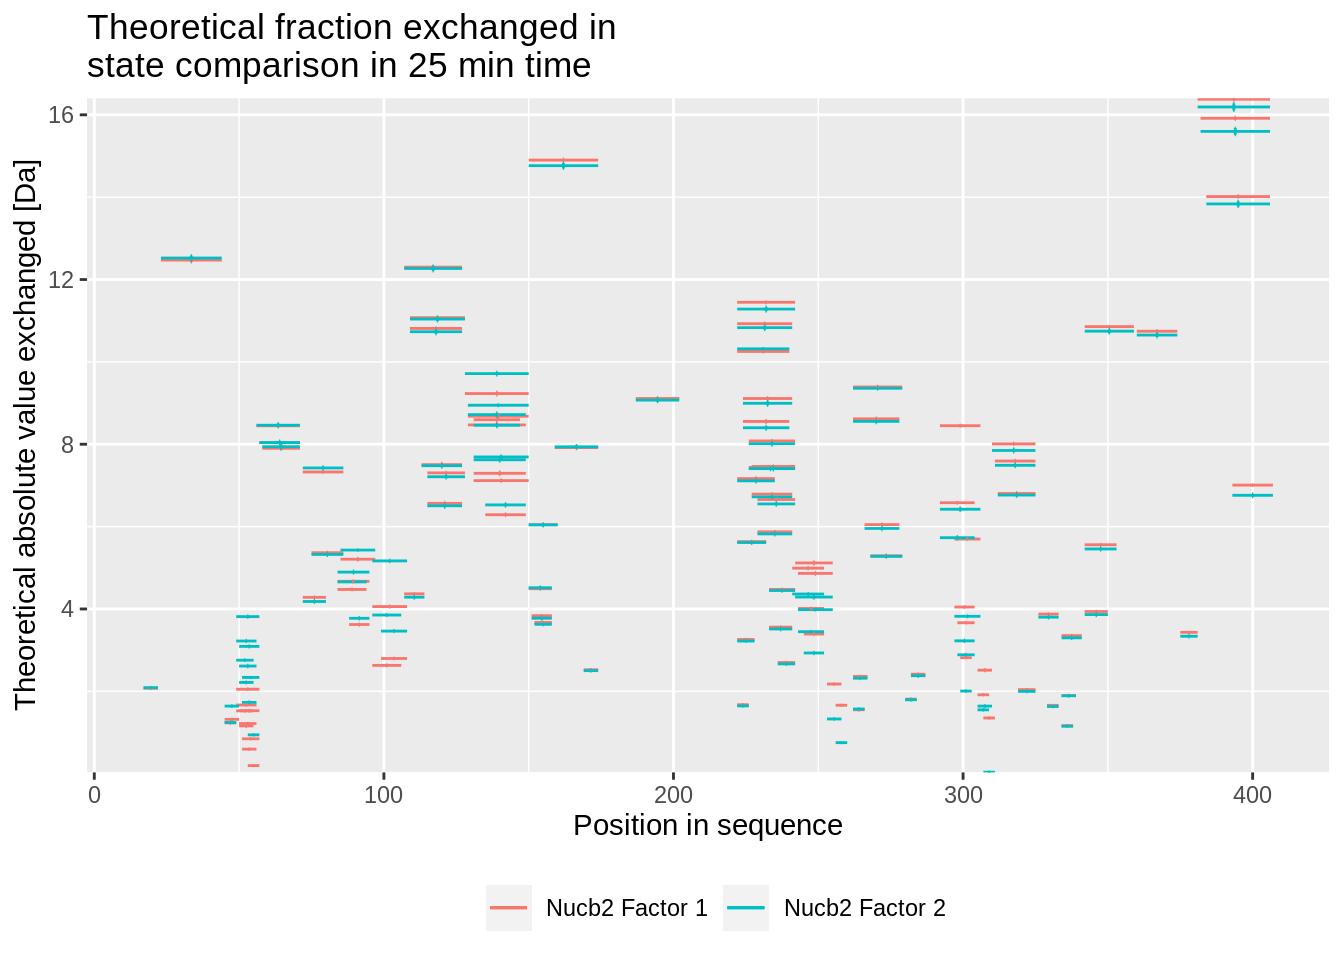 Theoretical fraction exchanged in
state comparison in 25 min time
Theoretical absolute value exchanged [Da]
16
12
8
4
0 100 200 300 400
Position in sequence
Nucb2 Factor 1 Nucb2 Factor 2